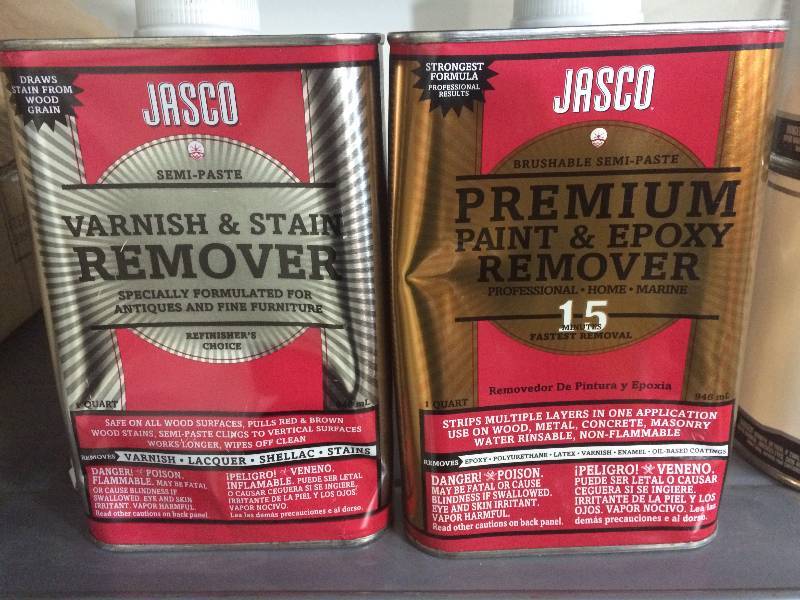 DRAWS
STAIN FROM
WOOD
GRAIN
JASCO
SEMI-PASTE
VARNISH & STAIN
REMOVER
SPECIALLY FORMULATED FOR
ANTIQUES AND FINE FURNITURE
REFINISHER'S
CHOICE
1 QUART
946 mL
SAFE ON ALL WOOD SURFACES, PULLS RED & BROWN
WOOD STAINS, SEMI-PASTE CLINGS TO VERTICAL SURFACES
WORKS LONGER, WIPES OFF CLEAN
REMOVES VARNISH • LACQUER • SHELLAC • STAINS
DANGER! POISON.
FLAMMABLE. MAY BE FATAL
OR CAUSE BLINDNESS IF
SWALLOWED. EYE AND SKIN
IRRITANT. VAPOR HARMFUL.
Read other cautions on back panel.
¡PELIGRO! VENENO.
INFLAMABLE. PUEDE SER LETAL
O CAUSAR CEGUERA SI SE INGIERE.
IRRITANTE DE LA PIEL Y LOS OJOS.
VAPOR NOCIVO.
Lea las demás precauciones e al dorso.
STRONGEST
FORMULA
PROFESSIONAL
RESULTS
JASCO
BRUSHABLE SEMI-PASTE
PREMIUM
PAINT & EPOXY
REMOVER
PROFESSIONAL • HOME • MARINE
15
MINUTES
FASTEST REMOVAL
Removedor De Pintura y Epoxia
1 QUART
946 mL
STRIPS MULTIPLE LAYERS IN ONE APPLICATION
USE ON WOOD, METAL, CONCRETE, MASONRY
WATER RINSABLE, NON-FLAMMABLE
REMOVES EPOXY • POLYURETHANE • LATEX • VARNISH • ENAMEL • OIL-BASED COATINGS
DANGER! POISON.
MAY BE FATAL OR CAUSE
BLINDNESS IF SWALLOWED.
EYE AND SKIN IRRITANT.
VAPOR HARMFUL.
Read other cautions on back panel.
¡PELIGRO! VENENO.
PUEDE SER LETAL O CAUSAR
CEGUERA SI SE INGIERE.
IRRITANTE DE LA PIEL Y LOS
OJOS. VAPOR NOCIVO. Lea las
demás precauciones e al dorso.